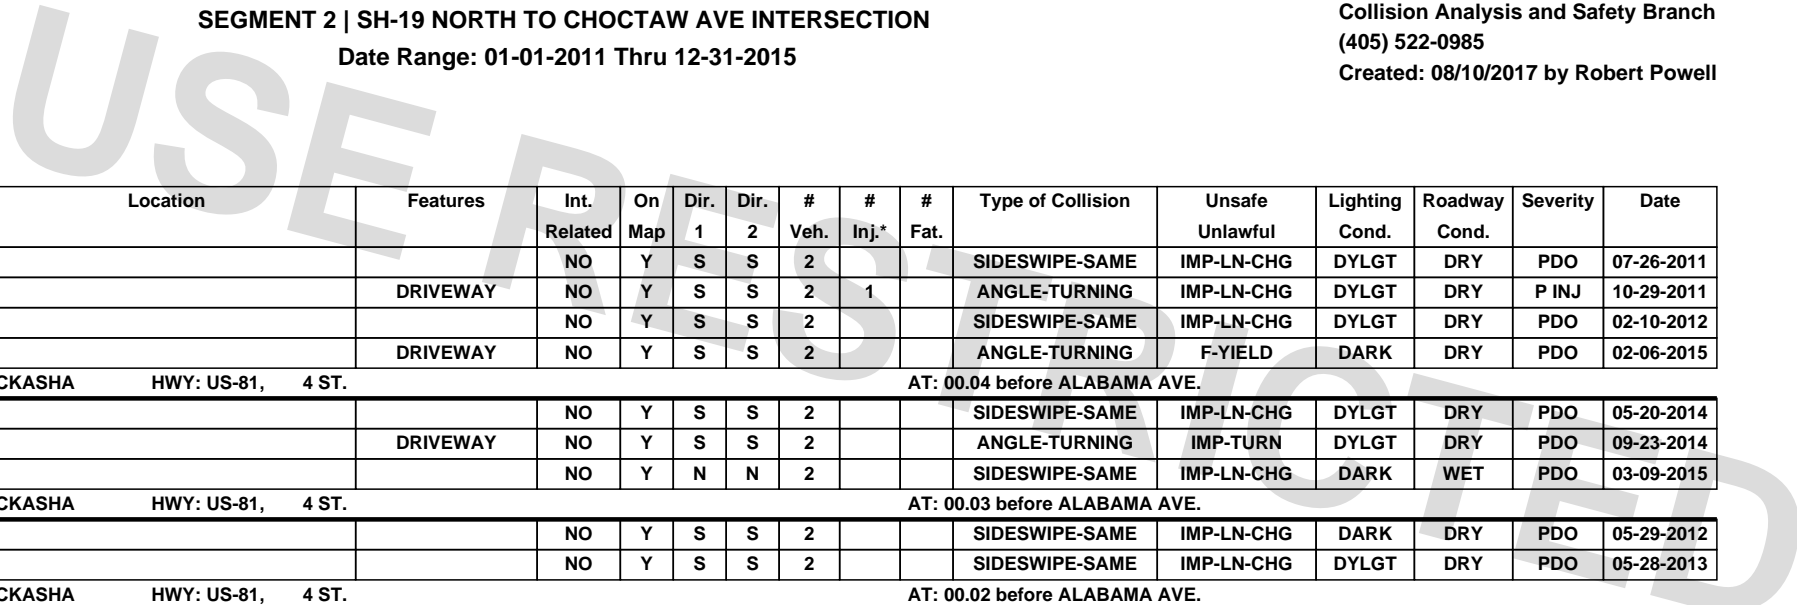 SEGMENT 2 | SH-19 NORTH TO CHOCTAW AVE INTERSECTION
Date Range: 01-01-2011 Thru 12-31-2015
Collision Analysis and Safety Branch
(405) 522-0985
Created: 08/10/2017 by Robert Powell
USE RESTRICTED
Location Features Int. On Dir. Dir. # # # Type of Collision Unsafe Lighting Roadway Severity Date
Related Map 1 2 Veh. Inj.* Fat. Unlawful Cond. Cond.
NO Y S S 2 SIDESWIPE-SAME IMP-LN-CHG DYLGT DRY PDO 07-26-2011
DRIVEWAY NO Y S S 2 1 ANGLE-TURNING IMP-LN-CHG DYLGT DRY P INJ 10-29-2011
NO Y S S 2 SIDESWIPE-SAME IMP-LN-CHG DYLGT DRY PDO 02-10-2012
DRIVEWAY NO Y S S 2 ANGLE-TURNING F-YIELD DARK DRY PDO 02-06-2015
CKASHA HWY: US-81, 4 ST. AT: 00.04 before ALABAMA AVE.
NO Y S S 2 SIDESWIPE-SAME IMP-LN-CHG DYLGT DRY PDO 05-20-2014
DRIVEWAY NO Y S S 2 ANGLE-TURNING IMP-TURN DYLGT DRY PDO 09-23-2014
NO Y N N 2 SIDESWIPE-SAME IMP-LN-CHG DARK WET PDO 03-09-2015
CKASHA HWY: US-81, 4 ST. AT: 00.03 before ALABAMA AVE.
NO Y S S 2 SIDESWIPE-SAME IMP-LN-CHG DARK DRY PDO 05-29-2012
NO Y S S 2 SIDESWIPE-SAME IMP-LN-CHG DYLGT DRY PDO 05-28-2013
CKASHA HWY: US-81, 4 ST. AT: 00.02 before ALABAMA AVE.